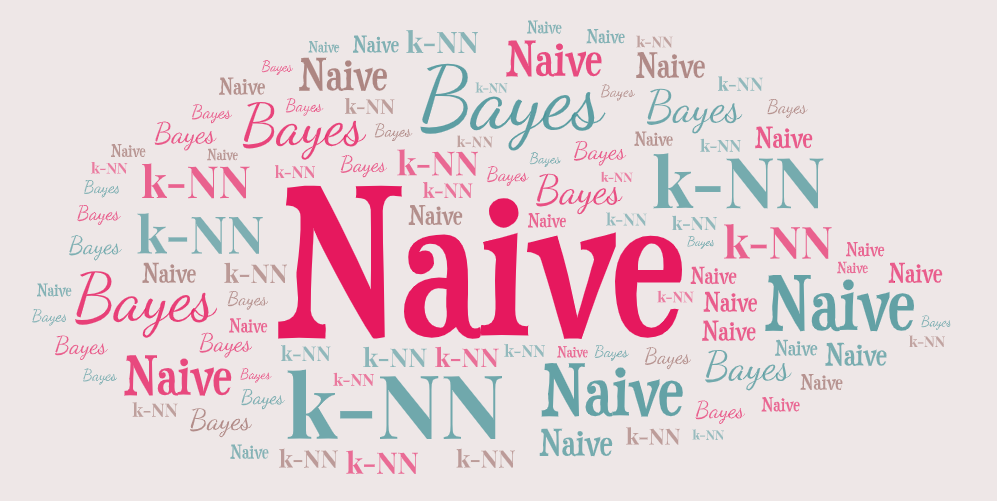 Naive
Naive Naive k-NN Naive k-NN
Bayes Naive Bayes Naive Naive
Naive k-NN Bayes k-NN
Bayes Bayes Bayes k-NN Bayes Bayes
Bayes Bayes k-NN Naive k-NN Naive
Naive Naive Bayes k-NN Bayes Bayes
k-NN k-NN k-NN k-NN Bayes k-NN k-NN
Bayes k-NN Bayes
Bayes k-NN Naive Naive k-NN k-NN k-NN
Bayes Naive Bayes Naive
Naive k-NN Naive Naive Naive
Naive Bayes Bayes k-NN Naive Naive
Bayes Naive Naive Bayes
Bayes Bayes k-NN k-NN k-NN k-NN Naive Bayes Bayes Naive Naive k-NN
Bayes Naive Bayes k-NN Naive Bayes Naive
k-NN Bayes Bayes k-NN Bayes Naive
Naive k-NN k-NN k-NN Naive k-NN k-NN